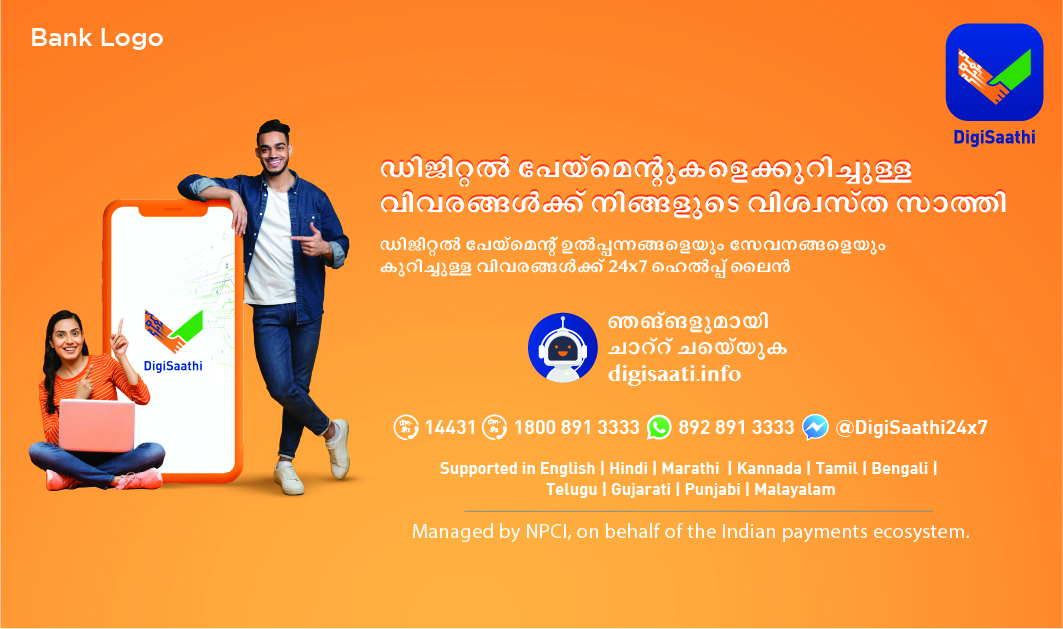 Bank Logo
DigiSaathi
ഡിജിറ്റൽ പേയ്മെന്റുകളെക്കുറിച്ചുള്ള
വിവരങ്ങൾക്ക് നിങ്ങളുടെ വിശ്വസ്ത സാത്തി
ഡിജിറ്റൽ പേയ്മെന്റ് ഉൽപ്പന്നങ്ങളെയും സേവനങ്ങളെയും
കുറിച്ചുള്ള വിവരങ്ങൾക്ക് 24x7 ഹെൽപ്പ് ലൈൻ
DigiSaathi
ഞങ്ങളുമായി
ചാറ്റ് ചെയ്യുക
digisaati.info
14431 1800 891 3333 892 891 3333 @DigiSaathi24x7
Supported in English | Hindi | Marathi | Kannada | Tamil | Bengali |
Telugu | Gujarati | Punjabi | Malayalam
Managed by NPCI, on behalf of the Indian payments ecosystem.